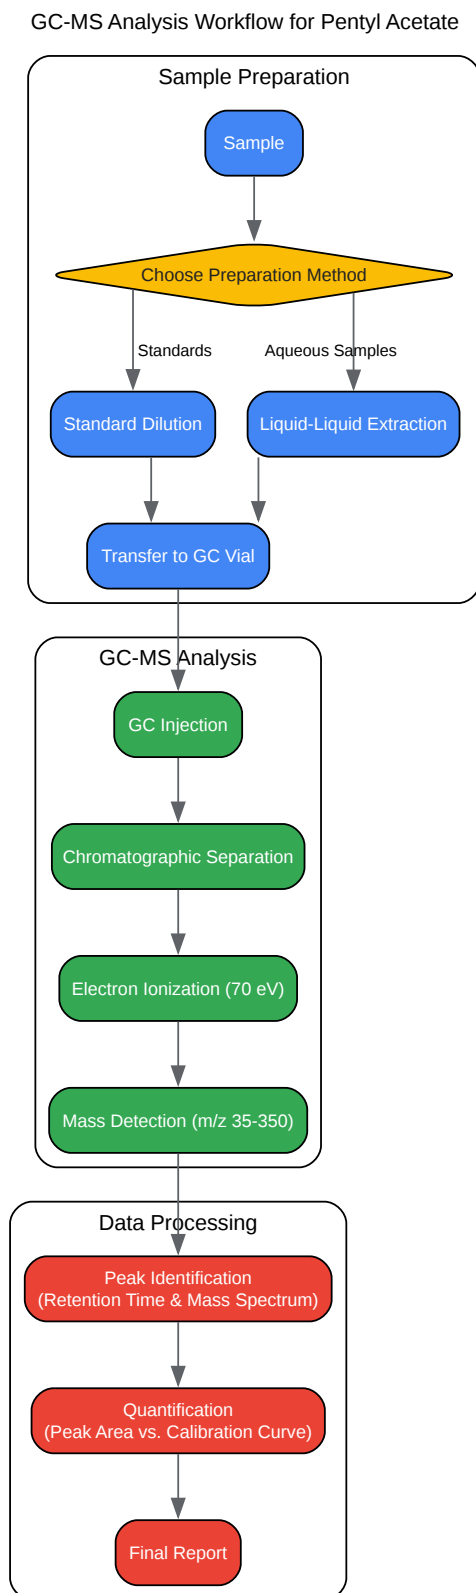 GC-MS Analysis Workflow for Pentyl Acetate
Sample Preparation
Sample
Choose Preparation Method
Standards
Aqueous Samples
Standard Dilution
Liquid-Liquid Extraction
Transfer to GC Vial
GC-MS Analysis
GC Injection
Chromatographic Separation
Electron Ionization (70 eV)
Mass Detection (m/z 35-350)
Data Processing
Peak Identification
(Retention Time & Mass Spectrum)
Quantification
(Peak Area vs. Calibration Curve)
Final Report